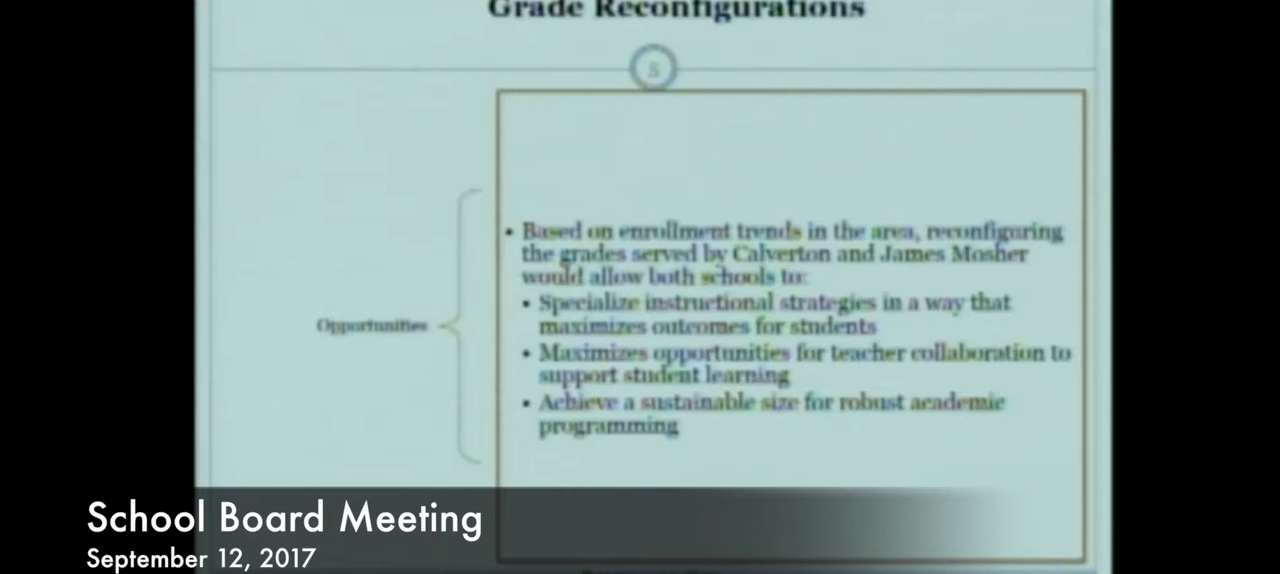 Grade Reconfigurations
5
• Based on enrollment trends in the area, reconfiguring
the grades served by Calverton and James Mosher
would allow both schools to:
• Specialize instructional strategies in a way that
maximizes outcomes for students
Opportunities
• Maximizes opportunities for teacher collaboration to
support student learning
• Achieve a sustainable size for robust academic
programming
School Board Meeting
September 12, 2017